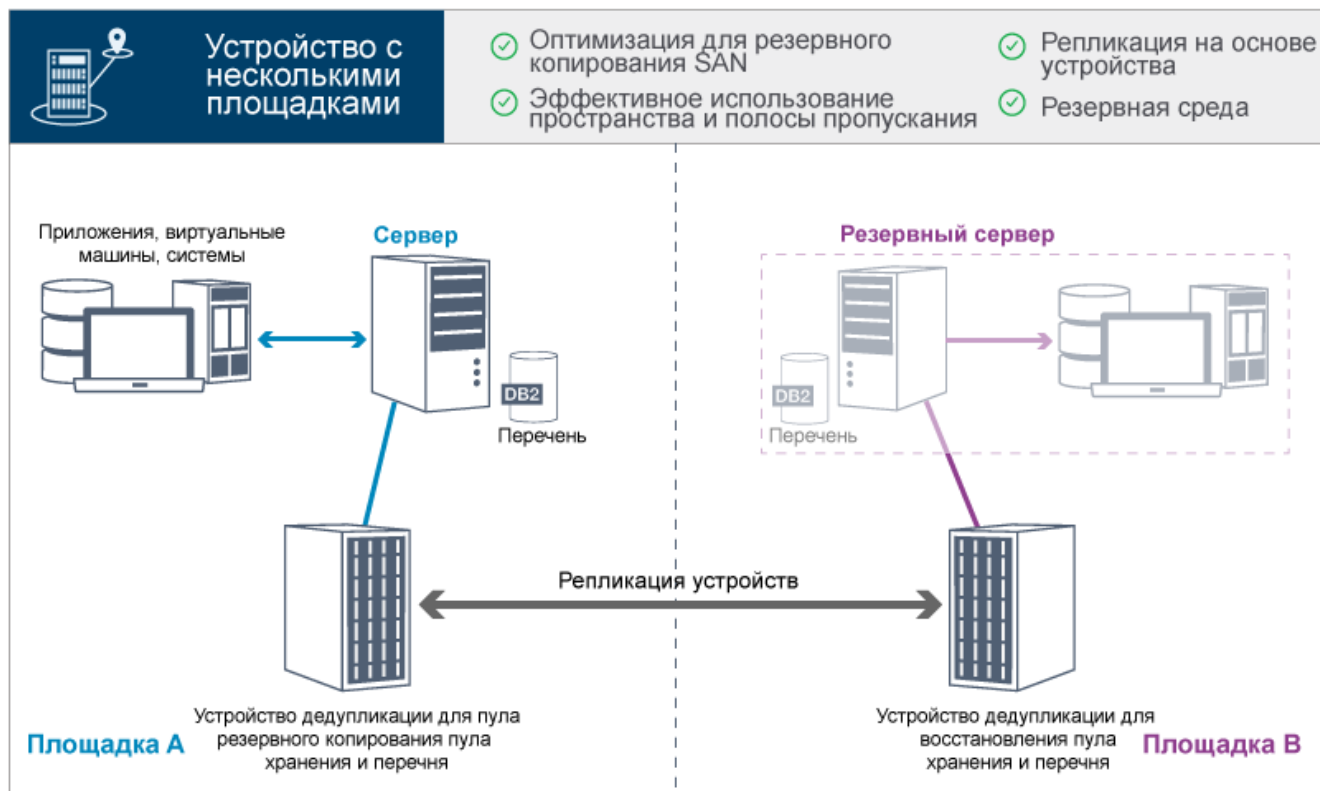 Устройство с
несколькими
площадками
Оптимизация для резервного
копирования SAN
Эффективное использование
пространства и полосы пропускания
Репликация на основе
устройства
Резервная среда
Приложения, виртуальные
машины, системы
Сервер
DB2
Перечень
Резервный сервер
DB2
Перечень
Репликация устройств
Устройство дедупликации для пула
резервного копирования пула
хранения и перечня
Площадка A
Устройство дедупликации для
восстановления пула
хранения и перечня
Площадка B